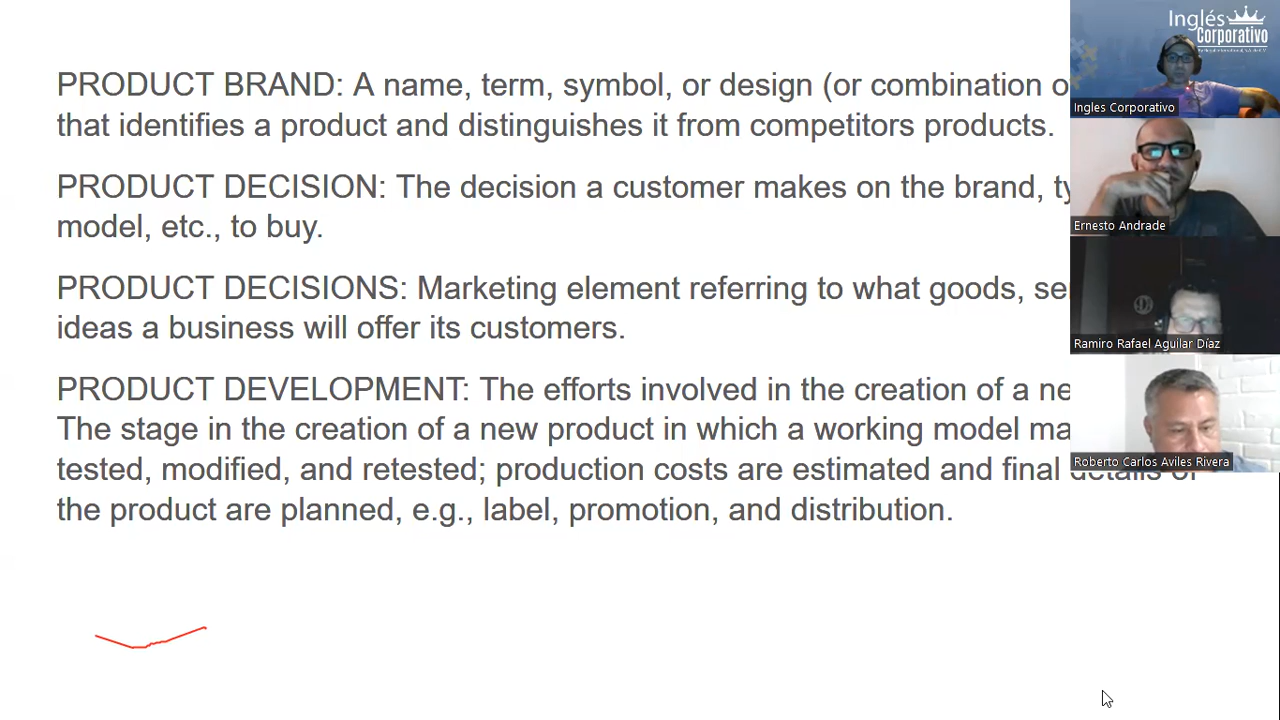 PRODUCT BRAND: A name, term, symbol, or design (or combination
that identifies a product and distinguishes it from competitors products.
PRODUCT DECISION: The decision a customer makes on the brand,
model, etc., to buy.
PRODUCT DECISIONS: Marketing element referring to what goods,
ideas a business will offer its customers.
PRODUCT DEVELOPMENT: The efforts involved in the creation of a
The stage in the creation of a new product in which a working model
tested, modified, and retested; production costs are estimated and final details of
the product are planned, e.g., label, promotion, and distribution.
Inglés
Corporativo
Ingles Corporativo
Ernesto Andrade
Ramiro Rafael Aguilar Díaz
Roberto Carlos Aviles Rivera